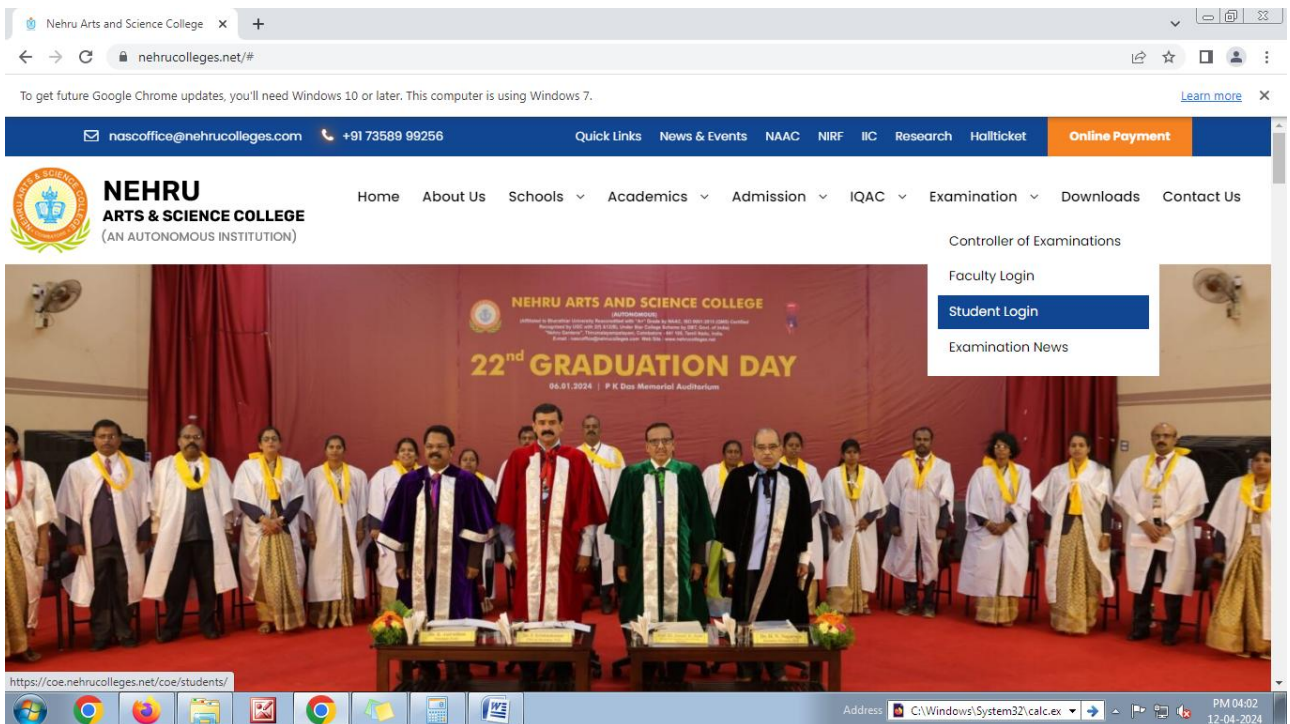 Nehru Arts and Science College
nehrucolleges.net/#
To get future Google Chrome updates, you'll need Windows 10 or later. This computer is using Windows 7. Learn more
nascoffice@nehrucolleges.com +91 73589 99256 Quick Links News & Events NAAC NIRF IIC Research Hallticket Online Payment
NEHRU
ARTS & SCIENCE COLLEGE
(AN AUTONOMOUS INSTITUTION)
Home About Us Schools Academics Admission IQAC Examination Downloads Contact Us
Controller of Examinations
Faculty Login
Student Login
Examination News
NEHRU ARTS AND SCIENCE COLLEGE
(AUTONOMOUS)
22nd GRADUATION DAY
06.01.2024 | P K Das Memorial Auditorium
https://coe.nehrucolleges.net/coe/students/
Address C:\Windows\System32\calc.ex
PM 04:02
12-04-2024